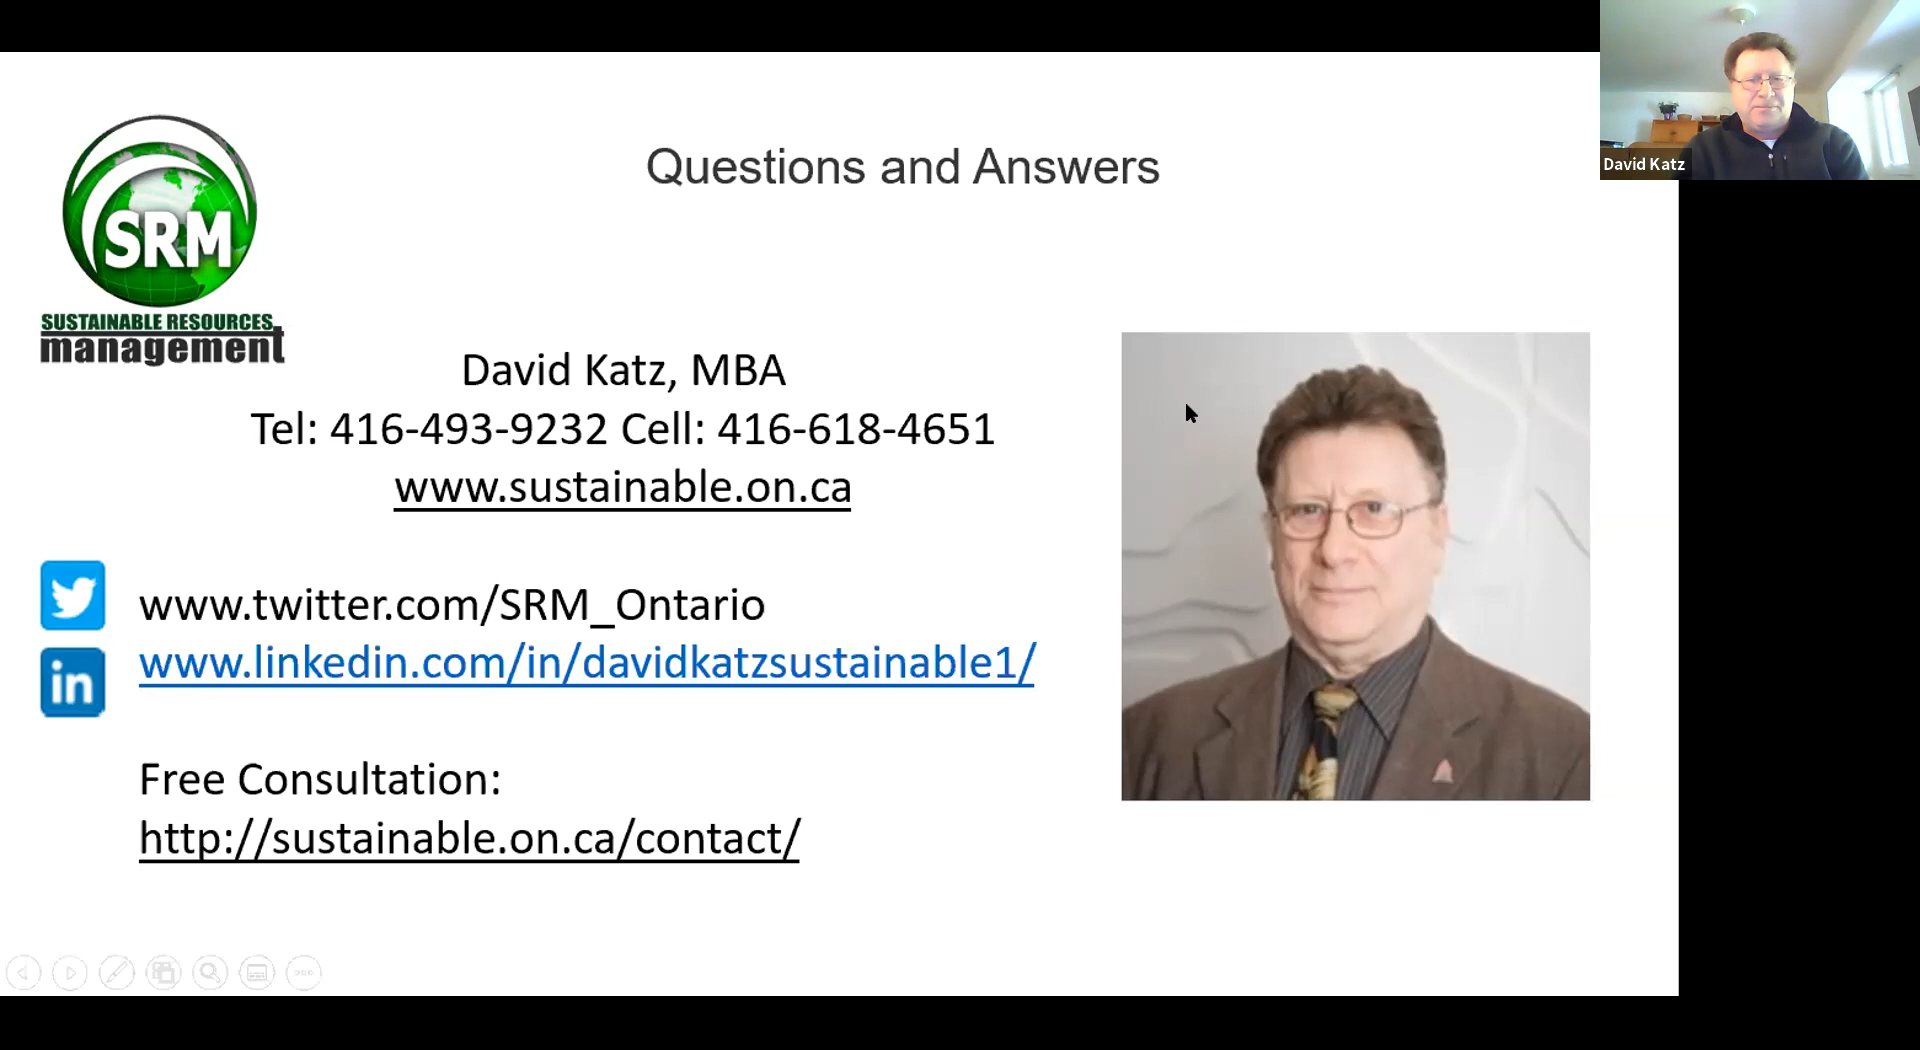 Questions and Answers
David Katz
SRM
SUSTAINABLE RESOURCES
management
David Katz, MBA
Tel: 416-493-9232 Cell: 416-618-4651
www.sustainable.on.ca
www.twitter.com/SRM_Ontario
in
www.linkedin.com/in/davidkatzsustainable1/
Free Consultation:
http://sustainable.on.ca/contact/